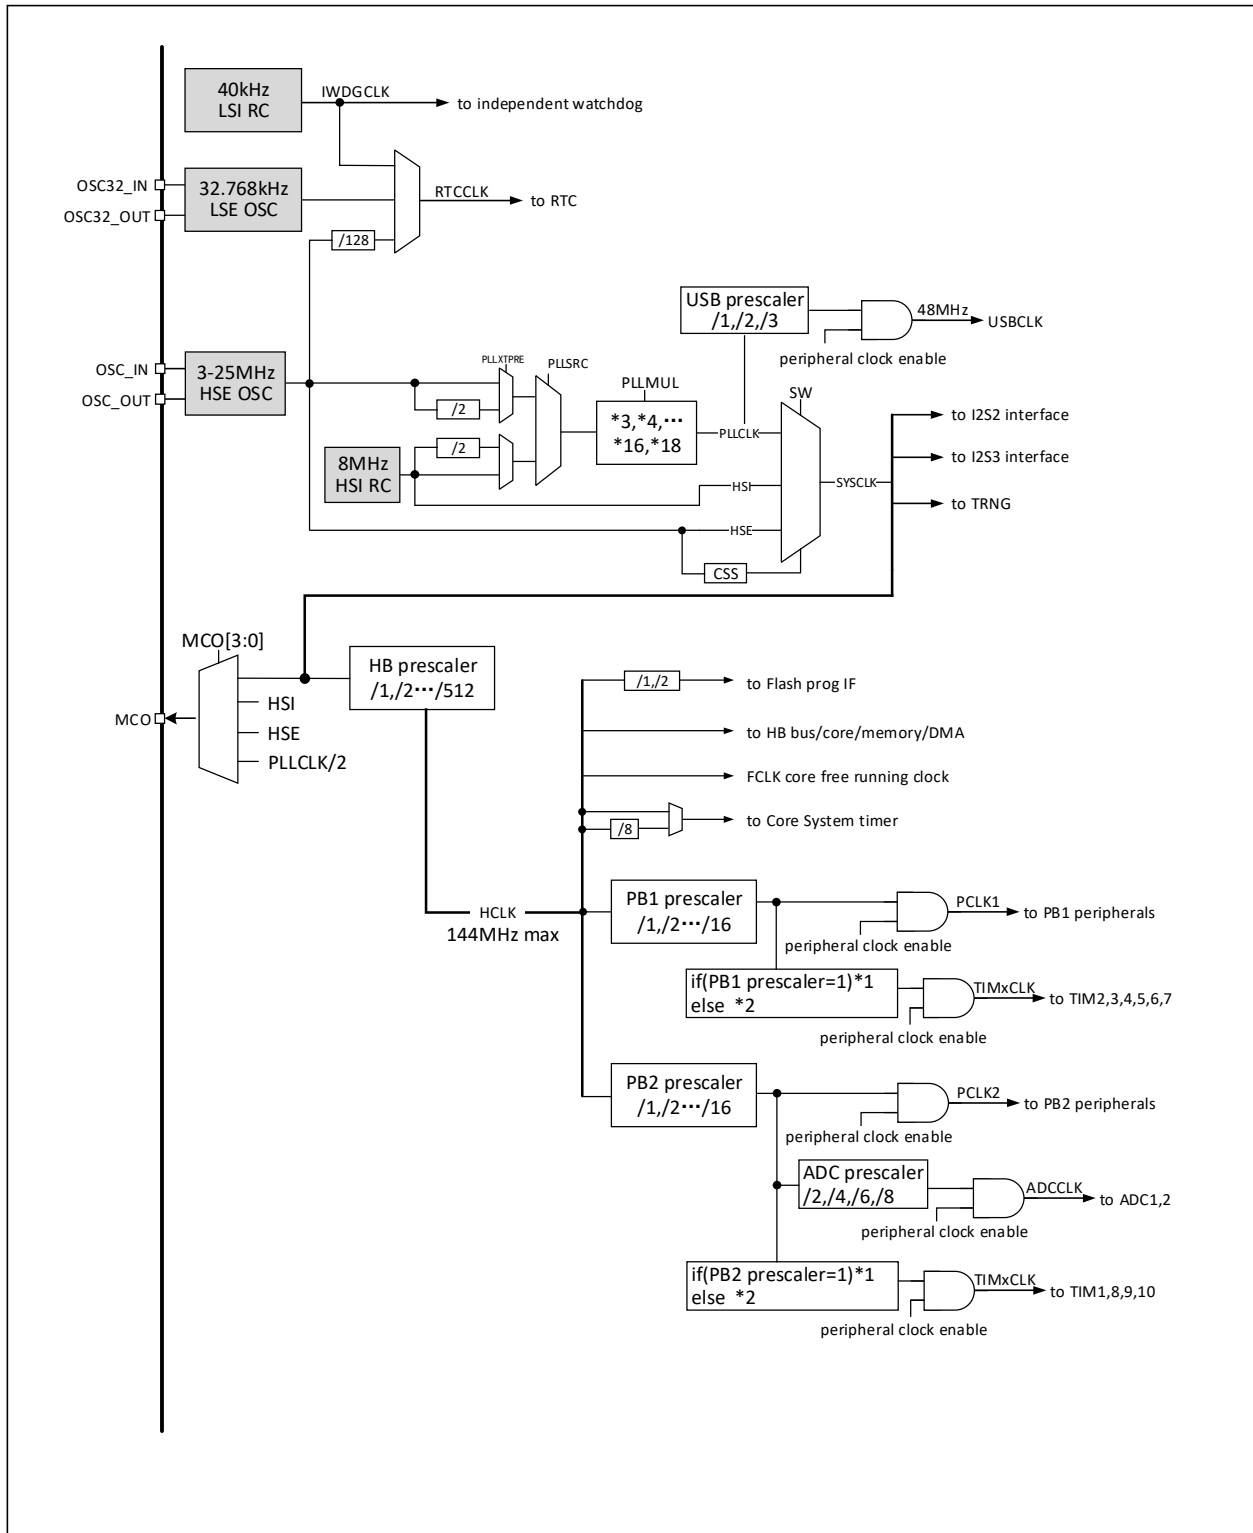 40kHz
LSI RC
IWDGCLK
to independent watchdog
OSC32_IN
OSC32_OUT
32.768kHz
LSE OSC
RTCCLK
to RTC
/128
USB prescaler
/1,/2,/3
48MHz
USBCLK
peripheral clock enable
OSC_IN
OSC_OUT
3-25MHz
HSE OSC
PLLXTPRE
PLLSRC
/2
PLLMUL
*3,*4,···
*16,*18
PLLCLK
SW
/2
8MHz
HSI RC
HSI
HSE
CSS
SYSCLK
to I2S2 interface
to I2S3 interface
to TRNG
MCO[3:0]
MCO
HSI
HSE
PLLCLK/2
HB prescaler
/1,/2···/512
/1,/2
to Flash prog IF
to HB bus/core/memory/DMA
FCLK core free running clock
/8
to Core System timer
HCLK
144MHz max
PB1 prescaler
/1,/2···/16
PCLK1
to PB1 peripherals
peripheral clock enable
if(PB1 prescaler=1)*1
else *2
TIMxCLK
to TIM2,3,4,5,6,7
peripheral clock enable
PB2 prescaler
/1,/2···/16
PCLK2
to PB2 peripherals
peripheral clock enable
ADC prescaler
/2,/4,/6,/8
ADCCLK
to ADC1,2
peripheral clock enable
if(PB2 prescaler=1)*1
else *2
TIMxCLK
to TIM1,8,9,10
peripheral clock enable